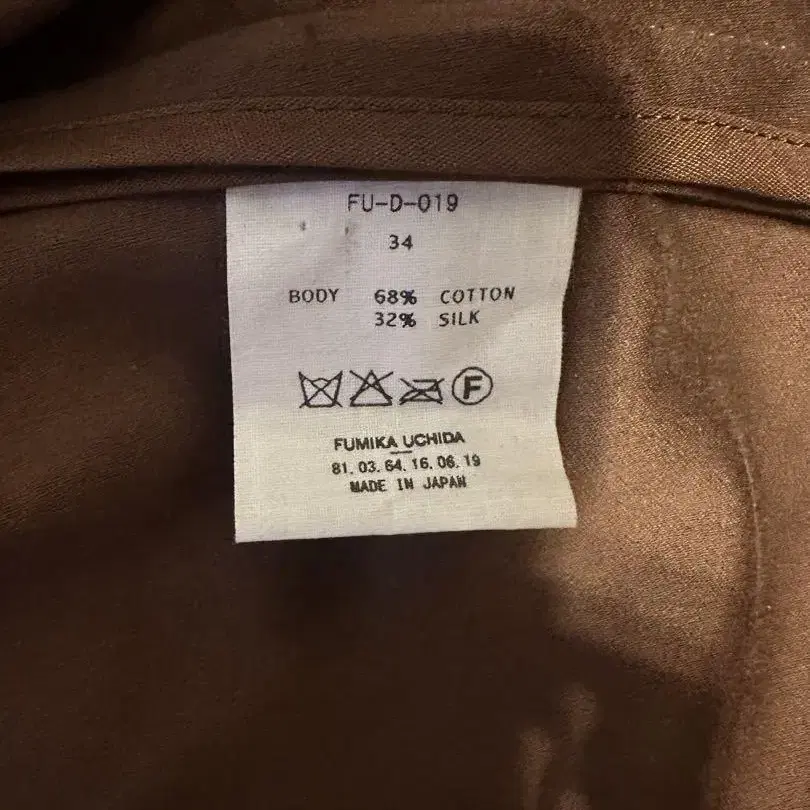 FU-D-019
34
BODY 68% COTTON
32% SILK
F
FUMIKA UCHIDA
81.03.64.16.06.19
MADE IN JAPAN